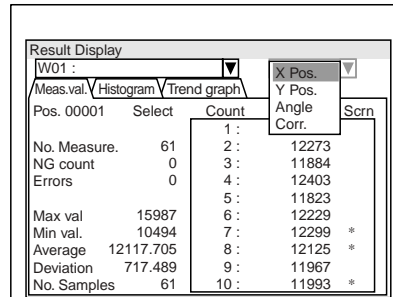 Result Display
W01 :
X Pos.
Y Pos.
Angle
Corr.
Meas.val. Histogram Trend graph
Pos. 00001 Select Count Scrn
1 :
No. Measure. 61 2 : 12273
NG count 0 3 : 11884
Errors 0 4 : 12403
5 : 11823
Max val 15987 6 : 12229
Min val. 10494 7 : 12299 *
Average 12117.705 8 : 12125 *
Deviation 717.489 9 : 11967
No. Samples 61 10 : 11993 *